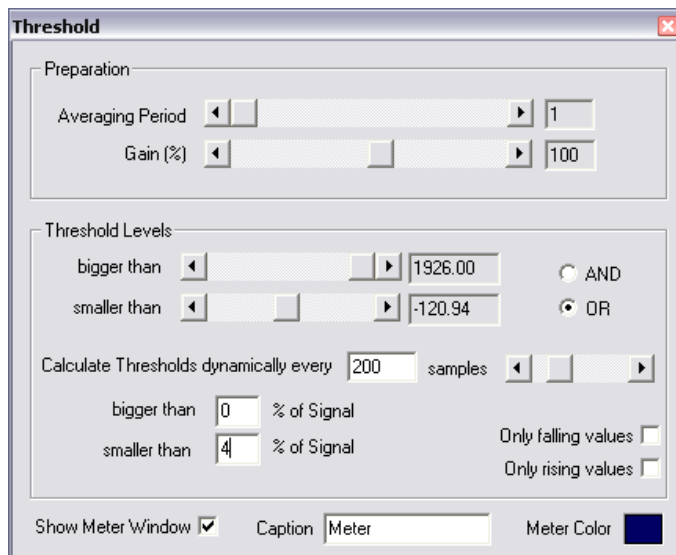 Threshold
Preparation
Averaging Period 1
Gain (%) 100
Threshold Levels
bigger than 1926.00 AND
smaller than -120.94 OR
Calculate Thresholds dynamically every 200 samples
bigger than 0 % of Signal
smaller than 4 % of Signal Only falling values
Only rising values
Show Meter Window Caption Meter Meter Color